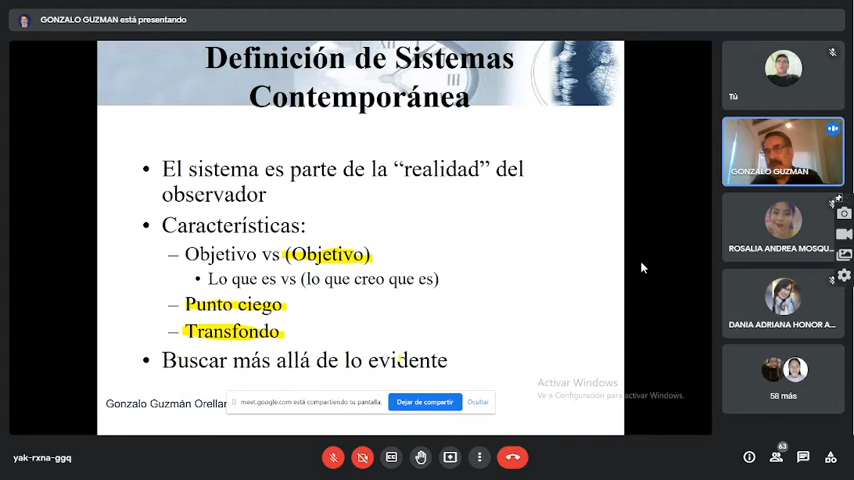 GONZALO GUZMAN está presentando
Definición de Sistemas
Contemporánea
• El sistema es parte de la “realidad” del
observador
• Características:
– Objetivo vs (Objetivo)
• Lo que es vs (lo que creo que es)
– Punto ciego
– Transfondo
• Buscar más allá de lo evidente
Gonzalo Guzmán Orellan
meet.google.com está compartiendo tu pantalla.
Dejar de compartir
Ocultar
Activar Windows
Ve a Configuración para activar Windows.
Tú
GONZALO GUZMAN
ROSALIA ANDREA MOSQU...
DANIA ADRIANA HONOR A...
58 más
yak-rxna-ggq
63